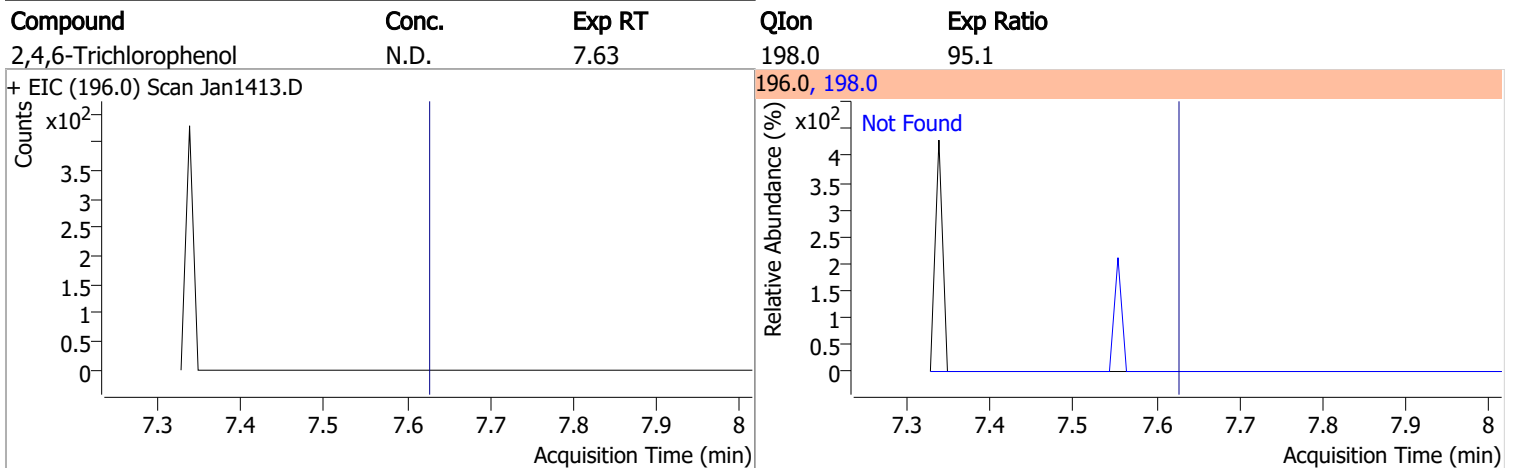 Compound Conc. Exp RT QIon Exp Ratio
2,4,6-Trichlorophenol N.D. 7.63 198.0 95.1
+ EIC (196.0) Scan Jan1413.D
Counts
x10²
3.5
3
2.5
2
1.5
1
0.5
0
7.3 7.4 7.5 7.6 7.7 7.8 7.9 8
Acquisition Time (min)
196.0, 198.0
Relative Abundance (%)
x10²
Not Found
4
3.5
3
2.5
2
1.5
1
0.5
0
7.3 7.4 7.5 7.6 7.7 7.8 7.9 8
Acquisition Time (min)